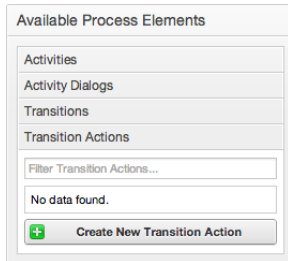 Available Process Elements
Activities
Activity Dialogs
Transitions
Transition Actions
Filter Transition Actions...
No data found.
Create New Transition Action